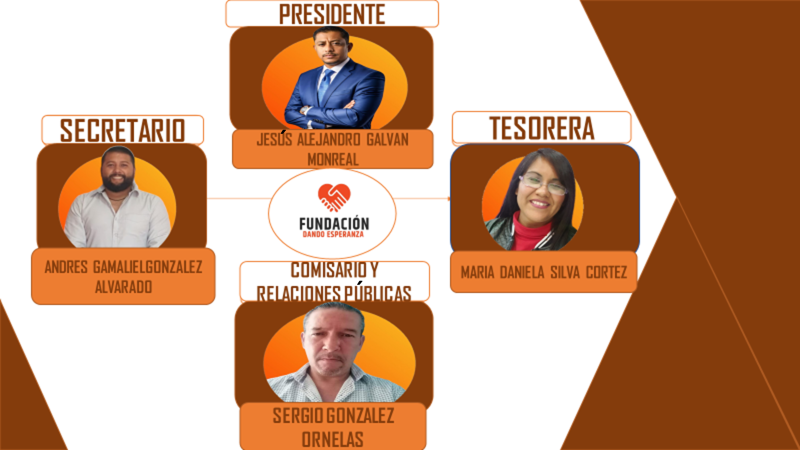 PRESIDENTE
JESÚS ALEJANDRO GALVAN
MONREAL
SECRETARIO
ANDRES GAMALIELGONZALEZ
ALVARADO
TESORERA
MARIA DANIELA SILVA CORTEZ
FUNDACIÓN
DANDO ESPERANZA
COMISARIO Y
RELACIONES PÚBLICAS
SERGIO GONZALEZ
ORNELAS